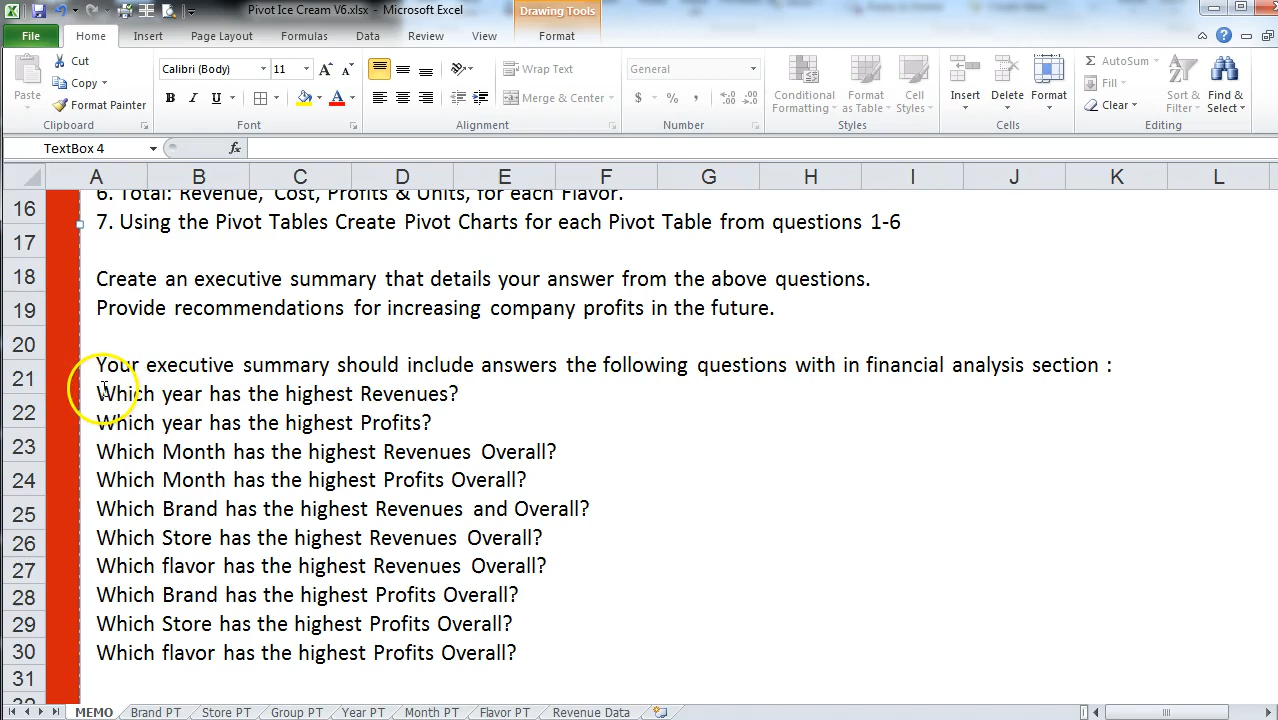 Pivot Ice Cream V6.xlsx - Microsoft Excel
Drawing Tools
File Home Insert Page Layout Formulas Data Review View Format
Paste
Cut
Copy
Format Painter
Clipboard
Calibri (Body) 11
B I U
Font
Wrap Text
Merge & Center
Alignment
General
$ % ,
Number
Conditional Formatting
Format as Table
Cell Styles
Styles
Insert Delete Format
Cells
AutoSum
Fill
Clear
Sort & Filter
Find & Select
Editing
TextBox 4 fx
A B C D E F G H I J K L
16
17
18
19
20
21
22
23
24
25
26
27
28
29
30
31
6. Total: Revenue, Cost, Profits & Units, for each Flavor.
7. Using the Pivot Tables Create Pivot Charts for each Pivot Table from questions 1-6
Create an executive summary that details your answer from the above questions.
Provide recommendations for increasing company profits in the future.
Your executive summary should include answers the following questions with in financial analysis section :
Which year has the highest Revenues?
Which year has the highest Profits?
Which Month has the highest Revenues Overall?
Which Month has the highest Profits Overall?
Which Brand has the highest Revenues and Overall?
Which Store has the highest Revenues Overall?
Which flavor has the highest Revenues Overall?
Which Brand has the highest Profits Overall?
Which Store has the highest Profits Overall?
Which flavor has the highest Profits Overall?
MEMO Brand PT Store PT Group PT Year PT Month PT Flavor PT Revenue Data